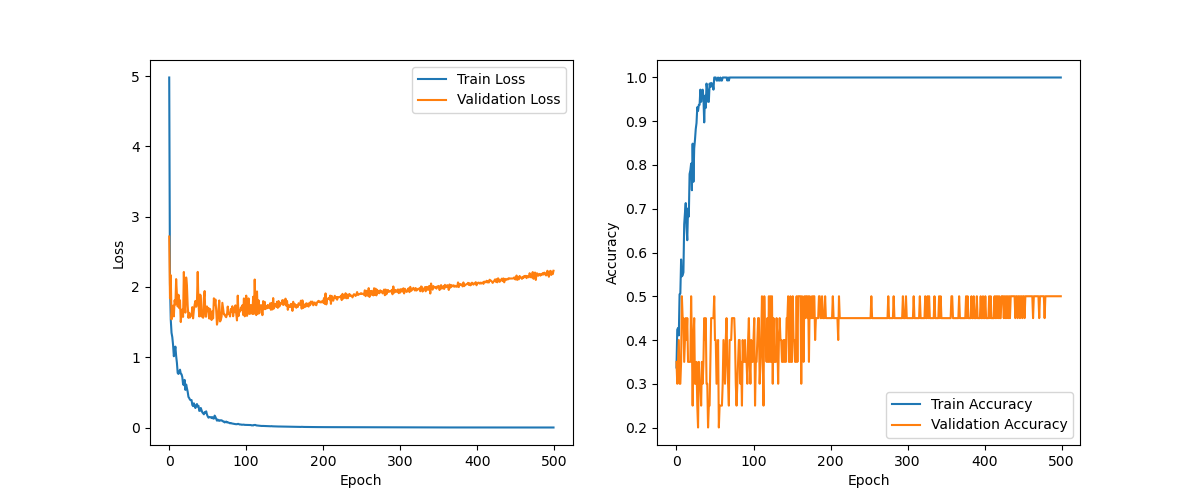 5
4
3
2
1
0
Loss
0 100 200 300 400 500
Epoch
Train Loss
Validation Loss
1.0
0.9
0.8
0.7
0.6
0.5
0.4
0.3
0.2
Accuracy
0 100 200 300 400 500
Epoch
Train Accuracy
Validation Accuracy